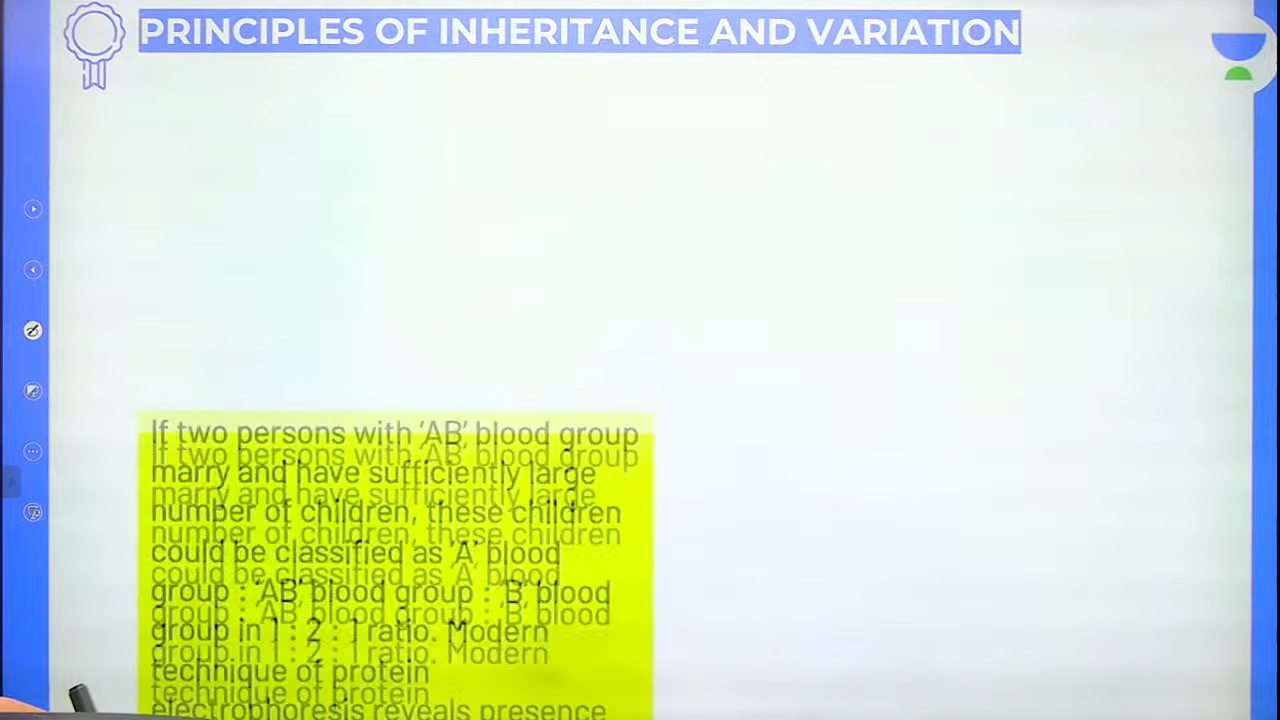 PRINCIPLES OF INHERITANCE AND VARIATION
If two persons with ‘AB’ blood group
marry and have sufficiently large
number of children, these children
could be classified as ‘A’ blood
group : ‘AB’ blood group : ‘B’ blood
group in 1 : 2 : 1 ratio. Modern
technique of protein
electrophoresis reveals presence